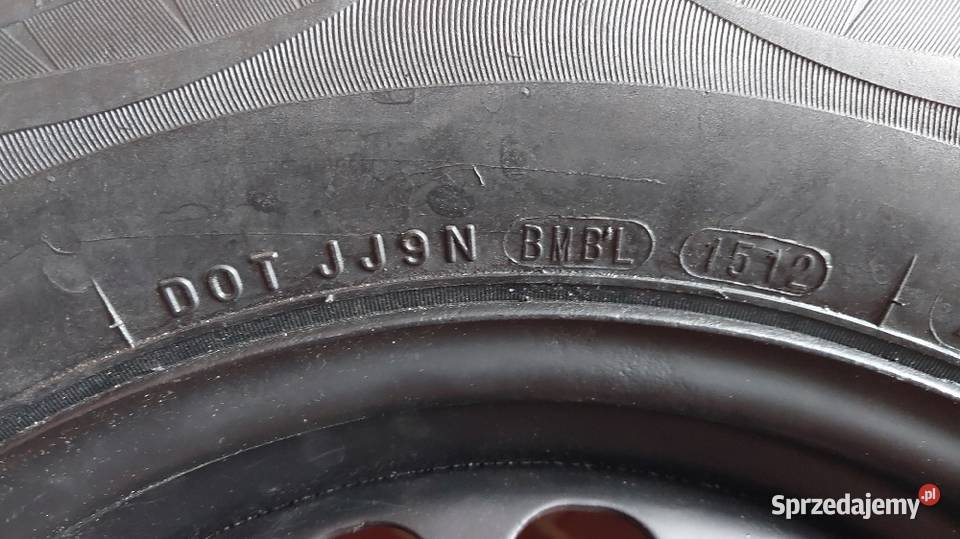 DOT JJ9N BMB'L 1512
Sprzedajemy.pl